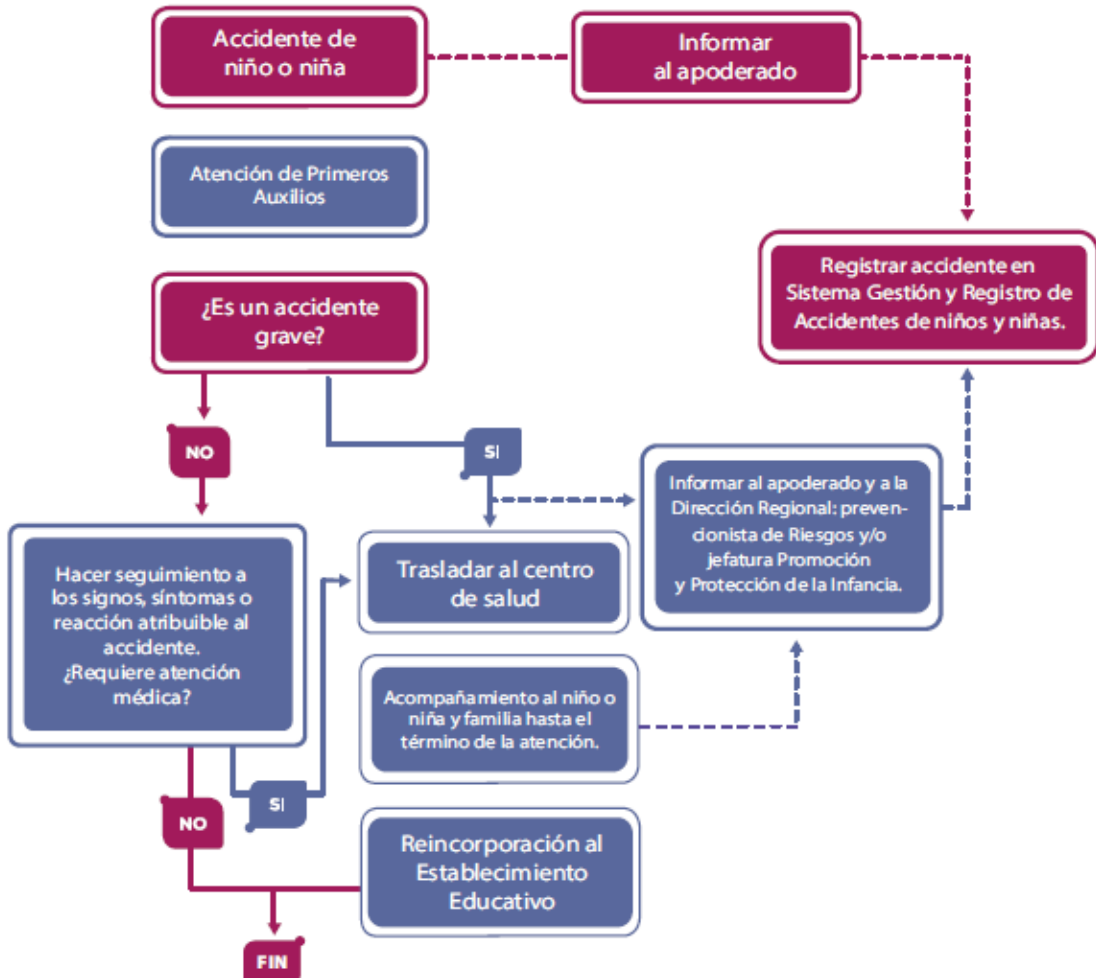 Accidente de
niño o niña
Informar
al apoderado
Atención de Primeros
Auxilios
Registrar accidente en
Sistema Gestión y Registro de
Accidentes de niños y niñas.
¿Es un accidente
grave?
NO
SI
Informar al apoderado y a la
Dirección Regional: preven-
cionista de Riesgos y/o
jefatura Promoción
y Protección de la Infancia.
Hacer seguimiento a
los signos, síntomas o
reacción atribuible al
accidente.
¿Requiere atención
médica?
Trasladar al centro
de salud
Acompañamiento al niño o
niña y familia hasta el
término de la atención.
SI
NO
Reincorporación al
Establecimiento
Educativo
FIN